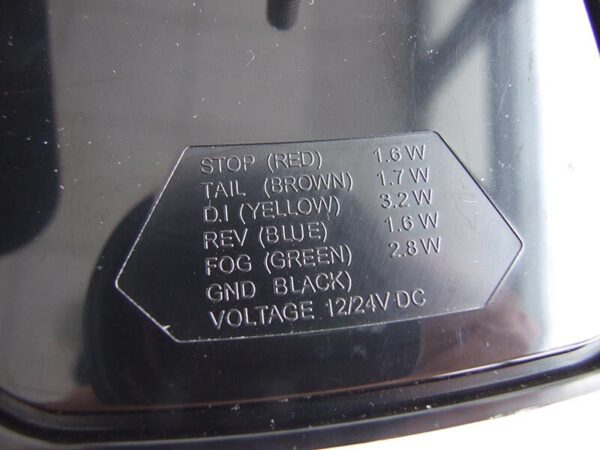 STOP (RED) 1.6 W
TAIL (BROWN) 1.7 W
D.I (YELLOW) 3.2 W
REV (BLUE) 1.6 W
FOG (GREEN) 2.8 W
GND BLACK)
VOLTAGE 12/24V DC